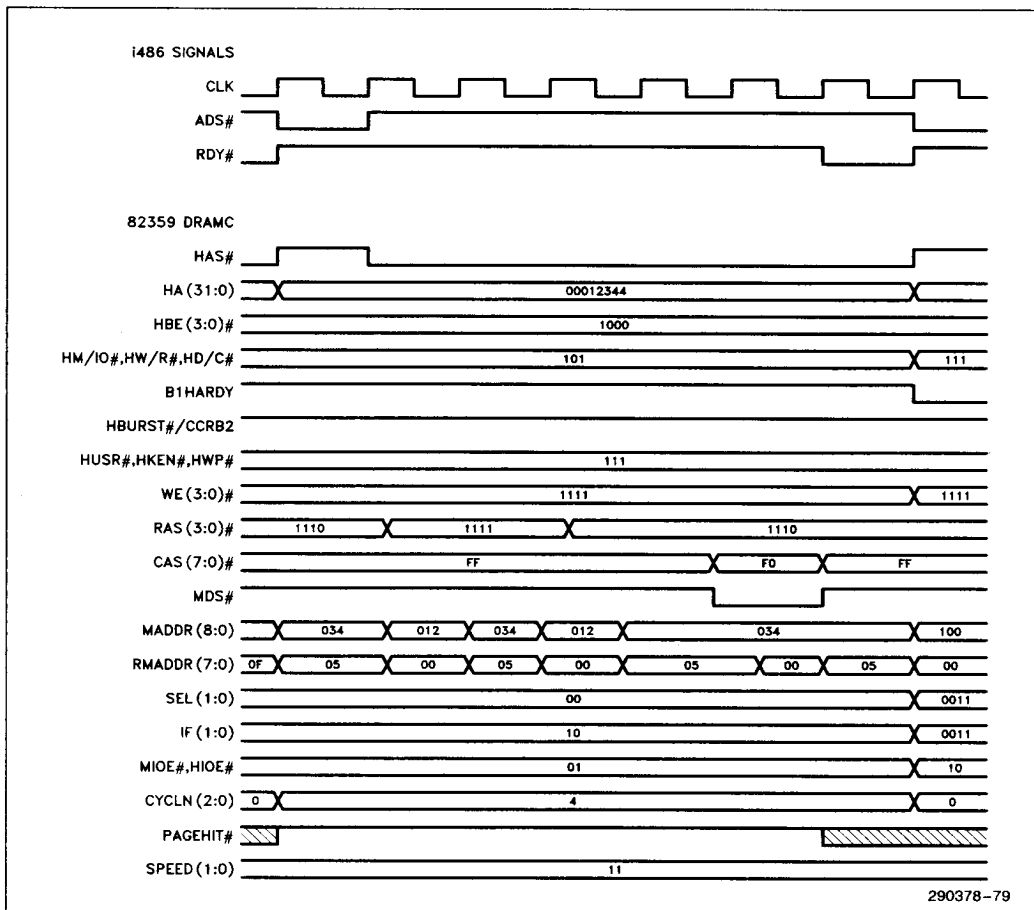 i486 SIGNALS
CLK
ADS#
RDY#
82359 DRAMC
HAS#
HA (31:0) 00012344
HBE (3:0)# 1000
HM/IO#,HW/R#,HD/C# 101 111
B1HARDY
HBURST#/CCRB2
HUSR#,HKEN#,HWP# 111
WE (3:0)# 1111 1111
RAS (3:0)# 1110 1111 1110
CAS (7:0)# FF F0 FF
MDS#
MADDR (8:0) 034 012 034 012 034 100
RMADDR (7:0) 0F 05 00 05 00 05 00 05 00
SEL (1:0) 00 0011
IF (1:0) 10 0011
MIOE#,HIOE# 01 10
CYCLN (2:0) 0 4 0
PAGEHIT#
SPEED (1:0) 11
290378-79